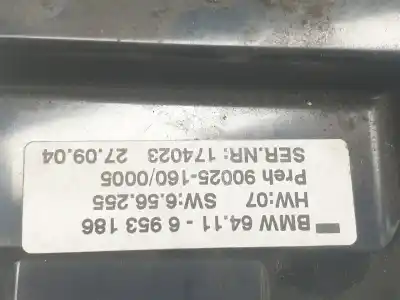 BMW 64.11 - 6 953 186
HW:07 SW:6.56.255
Preh 90025-160/0005
SER.NR: 174023 27.09.04